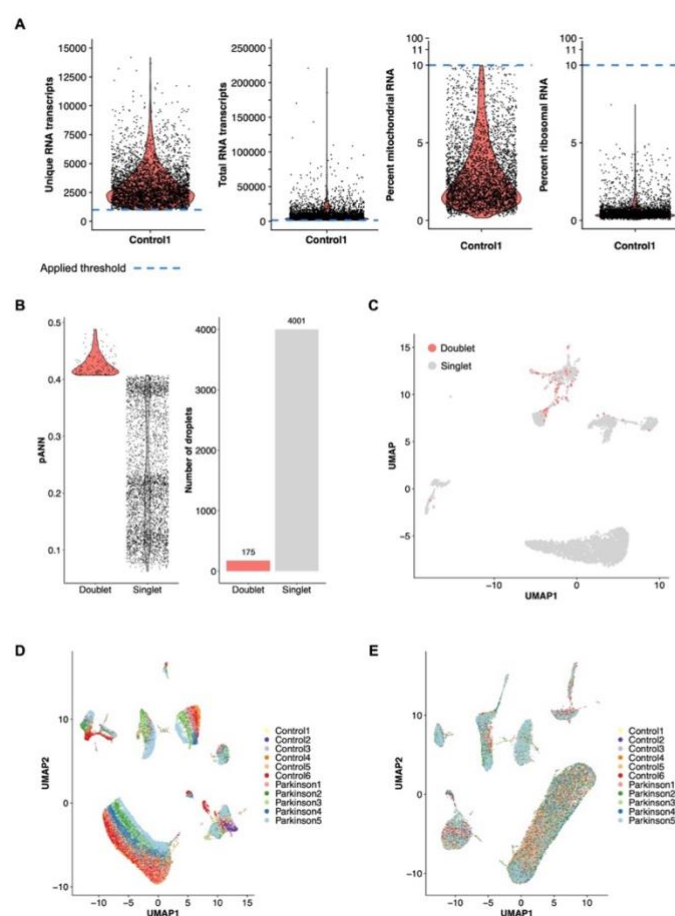 A
Unique RNA transcripts
15000
12500
10000
7500
5000
2500
0
Control1
Total RNA transcripts
250000
200000
150000
100000
50000
0
Control1
Percent mitochondrial RNA
100
11
10
5
0
Control1
Percent ribosomal RNA
100
11
10
5
0
Control1
Applied threshold
B
pANN
0.5
0.4
0.3
0.2
0.1
Doublet
Singlet
Number of droplets
4000
3000
2000
1000
0
175
4001
Doublet
Singlet
C
Doublet
Singlet
UMAP
15
10
5
0
−5
−10
0
10
UMAP1
D
UMAP2
10
0
−10
−10
−5
0
5
10
15
UMAP1
Control1
Control2
Control3
Control4
Control5
Control6
Parkinson1
Parkinson2
Parkinson3
Parkinson4
Parkinson5
E
UMAP2
10
0
−10
−10
−5
0
5
10
UMAP1
Control1
Control2
Control3
Control4
Control5
Control6
Parkinson1
Parkinson2
Parkinson3
Parkinson4
Parkinson5